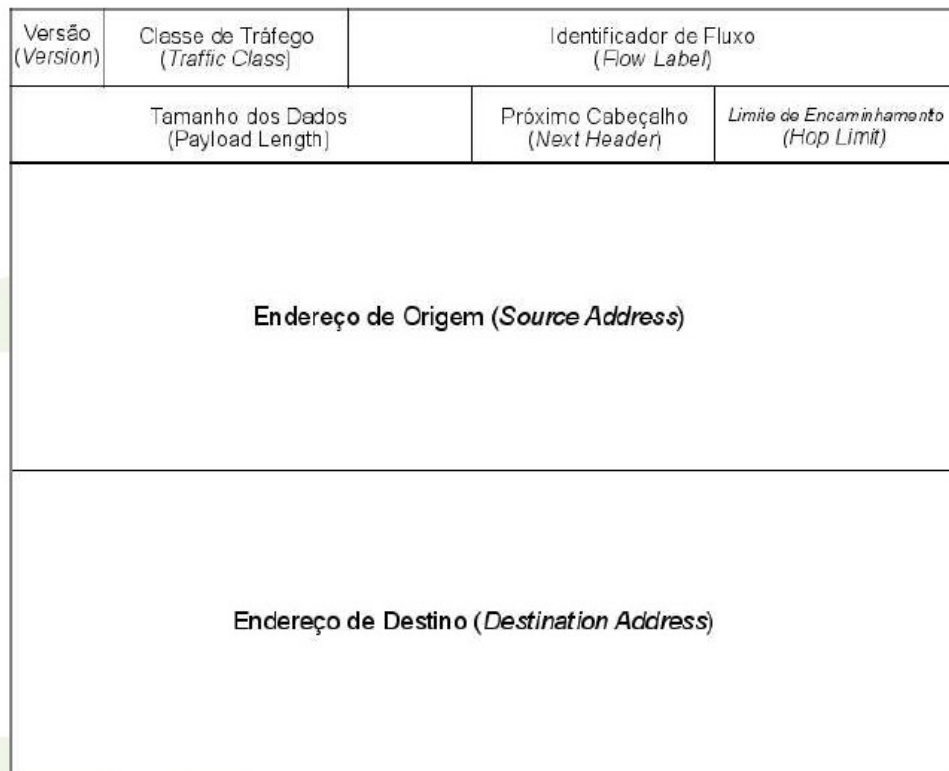 Versão
(Version)
Classe de Tráfego
(Traffic Class)
Identificador de Fluxo
(Flow Label)
Tamanho dos Dados
(Payload Length)
Próximo Cabeçalho
(Next Header)
Limite de Encaminhamento
(Hop Limit)
Endereço de Origem (Source Address)
Endereço de Destino (Destination Address)